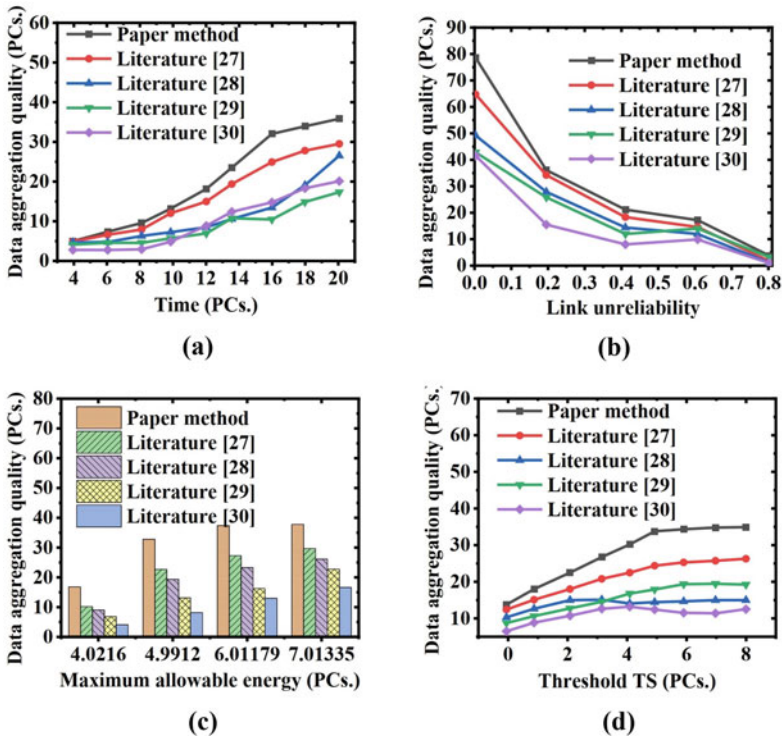 Data aggregation quality (PCs.)
60
50
40
30
20
10
0
Paper method
Literature [27]
Literature [28]
Literature [29]
Literature [30]
4 6 8 10 12 14 16 18 20
Time (PCs.)
(a)
Data aggregation quality (PCs.)
90
80
70
60
50
40
30
20
10
0
Paper method
Literature [27]
Literature [28]
Literature [29]
Literature [30]
0.0 0.1 0.2 0.3 0.4 0.5 0.6 0.7 0.8
Link unreliability
(b)
Data aggregation quality (PCs.)
80
70
60
50
40
30
20
10
0
Paper method
Literature [27]
Literature [28]
Literature [29]
Literature [30]
4.0216 4.9912 6.01179 7.01335
Maximum allowable energy (PCs.)
(c)
Data aggregation quality (PCs.)
70
60
50
40
30
20
10
0
Paper method
Literature [27]
Literature [28]
Literature [29]
Literature [30]
0 2 4 6 8
Threshold TS (PCs.)
(d)